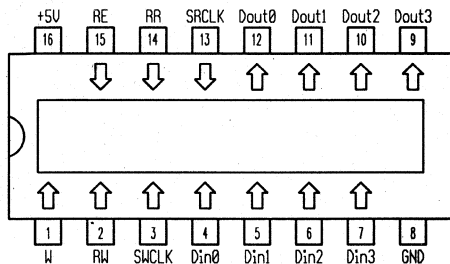 +5V RE RR SRCLK Dout0 Dout1 Dout2 Dout3
16 15 14 13 12 11 10 9
1 2 3 4 5 6 7 8
W RW SWCLK Din0 Din1 Din2 Din3 GND